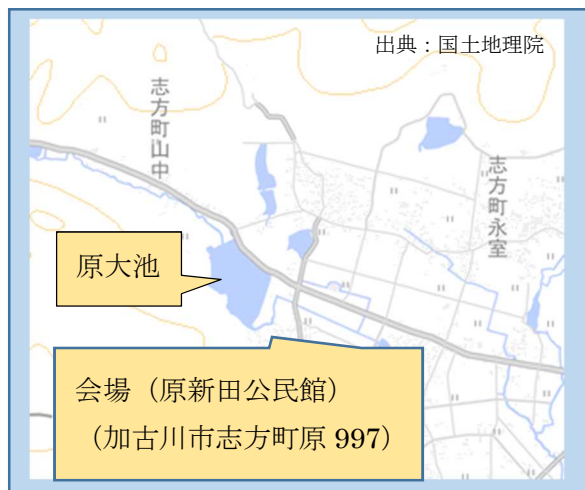 出典：国土地理院
志方町山中
志方町永室
原大池
会場（原新田公民館）
（加古川市志方町原 997）